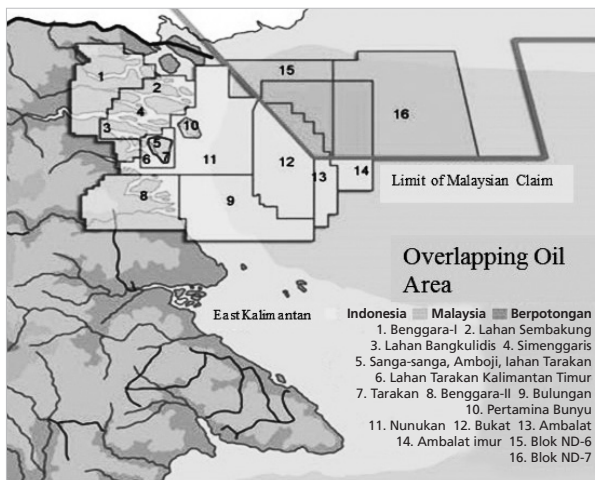 1
2
3
4
5
6
7
8
9
10
11
12
13
14
15
16
Limit of Malaysian Claim
Overlapping Oil
Area
East Kalimantan
Indonesia Malaysia Berpotongan
1. Benggara-I 2. Lahan Sembakung
3. Lahan Bangkulidis 4. Simenggaris
5. Sanga-sanga, Amboji, lahan Tarakan
6. Lahan Tarakan Kalimantan Timur
7. Tarakan 8. Benggara-II 9. Bulungan
10. Pertamina Bunyu
11. Nunukan 12. Bukat 13. Ambalat
14. Ambalat imur 15. Blok ND-6
16. Blok ND-7